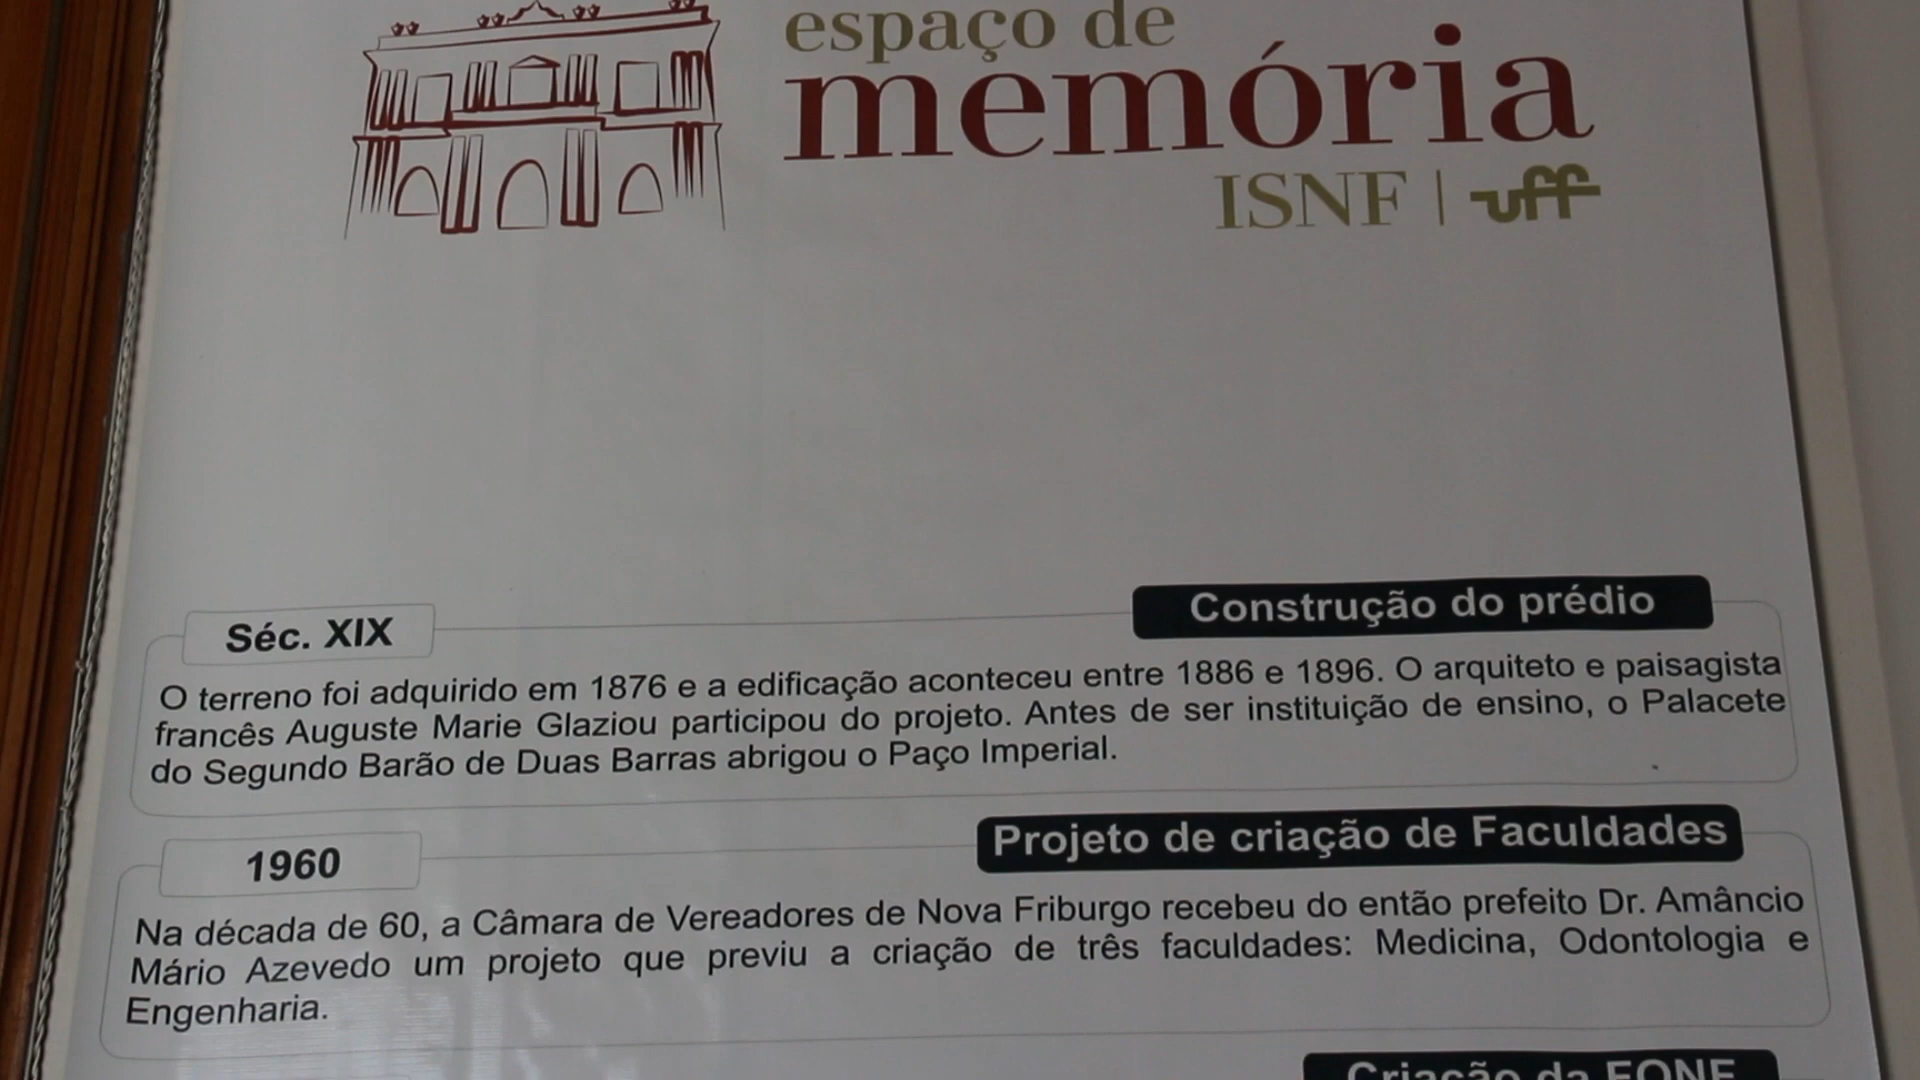 espaço de
memória
ISNF | uff
Séc. XIX
Construção do prédio
O terreno foi adquirido em 1876 e a edificação aconteceu entre 1886 e 1896. O arquiteto e paisagista
francês Auguste Marie Glaziou participou do projeto. Antes de ser instituição de ensino, o Palacete
do Segundo Barão de Duas Barras abrigou o Paço Imperial.
1960
Projeto de criação de Faculdades
Na década de 60, a Câmara de Vereadores de Nova Friburgo recebeu do então prefeito Dr. Amâncio
Mário Azevedo um projeto que previu a criação de três faculdades: Medicina, Odontologia e
Engenharia.
Criação da FONF